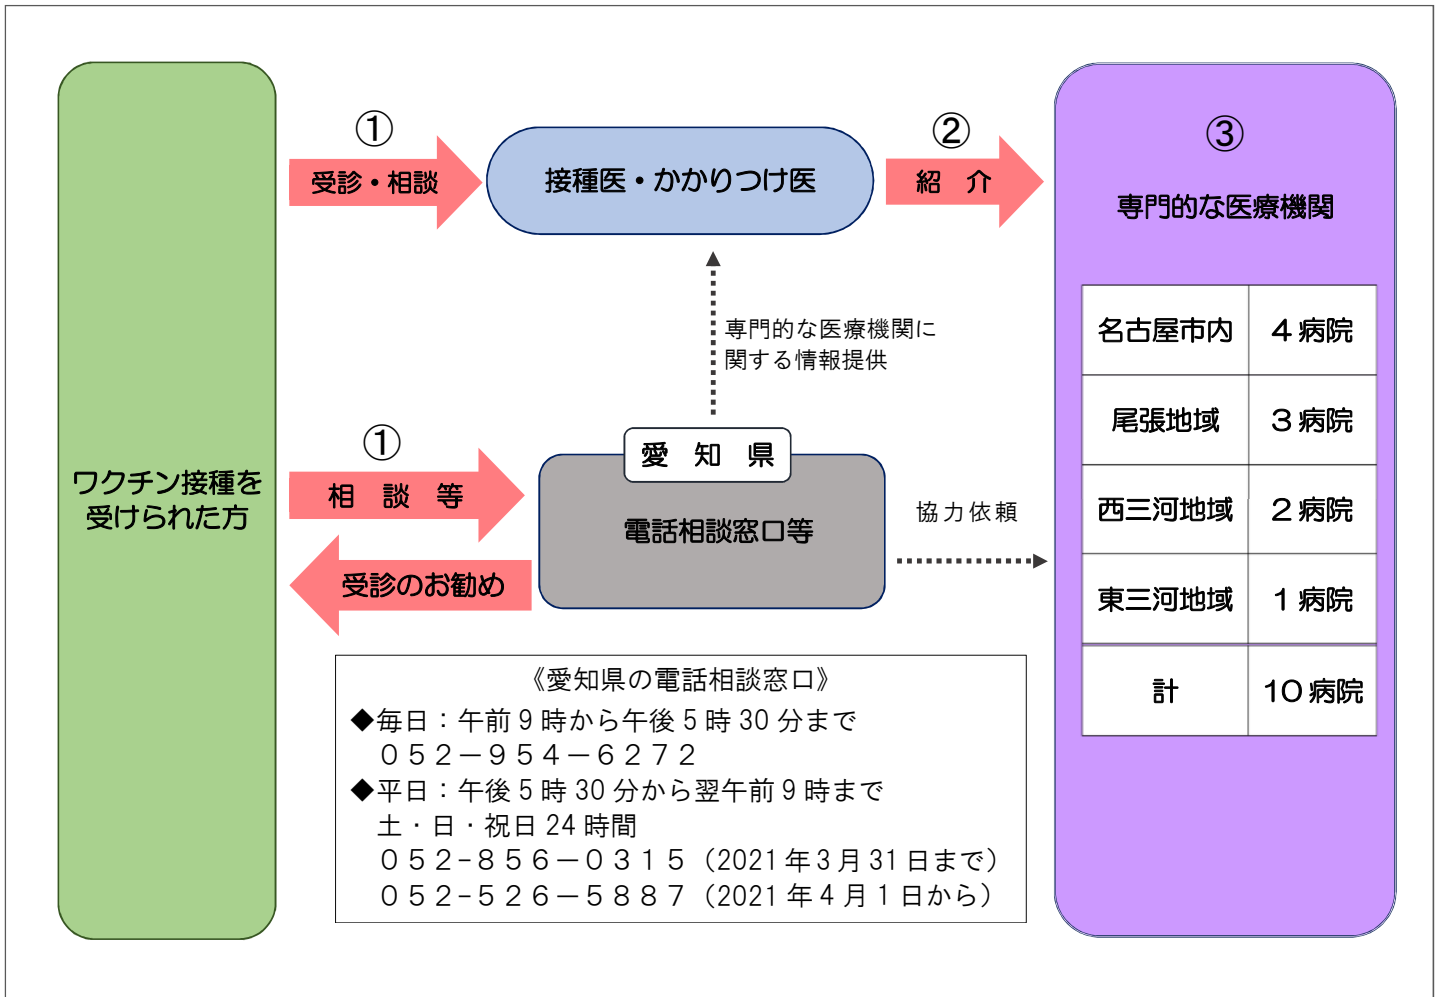 ①
受診・相談
接種医・かかりつけ医
②
紹　介
③
専門的な医療機関
名古屋市内　４病院
尾張地域　３病院
西三河地域　２病院
東三河地域　１病院
計　10病院
専門的な医療機関に
関する情報提供
ワクチン接種を
受けられた方
①
相　談　等
受診のお勧め
愛　知　県
電話相談窓口等
協力依頼
《愛知県の電話相談窓口》
◆毎日：午前９時から午後５時30分まで
０５２－９５４－６２７２
◆平日：午後５時30分から翌午前９時まで
土・日・祝日24時間
０５２-８５６－０３１５（2021年３月31日まで）
０５２-５２６－５８８７（2021年４月１日から）